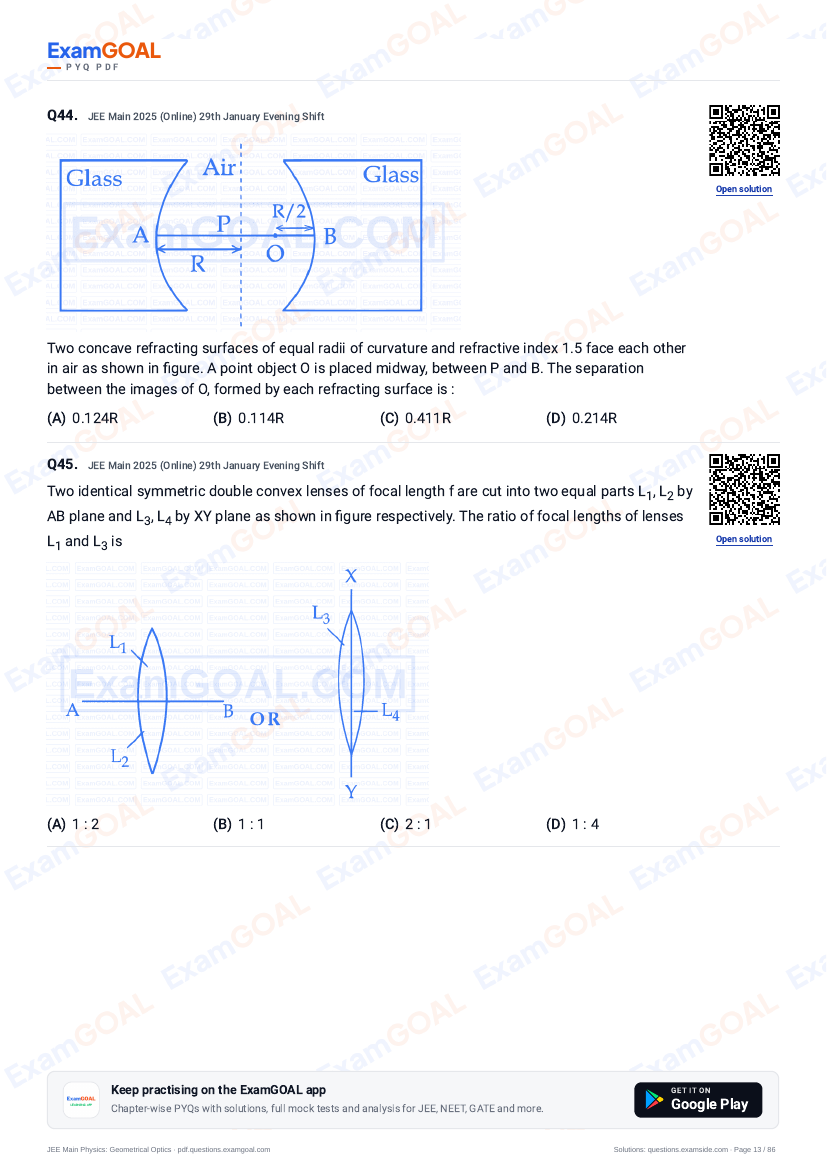 ExamGOAL
PYQ PDF
Q44. JEE Main 2025 (Online) 29th January Evening Shift
Open solution
Glass
Air
Glass
R/2
P
A
B
R
O
ExamGOAL.COM
Two concave refracting surfaces of equal radii of curvature and refractive index 1.5 face each other
in air as shown in figure. A point object O is placed midway, between P and B. The separation
between the images of O, formed by each refracting surface is :
(A) 0.124R (B) 0.114R (C) 0.411R (D) 0.214R
Q45. JEE Main 2025 (Online) 29th January Evening Shift
Open solution
Two identical symmetric double convex lenses of focal length f are cut into two equal parts L1, L2 by
AB plane and L3, L4 by XY plane as shown in figure respectively. The ratio of focal lengths of lenses
L1 and L3 is
X
L3
L1
ExamGOAL.COM
A
B
OR
L4
L2
Y
(A) 1 : 2 (B) 1 : 1 (C) 2 : 1 (D) 1 : 4
Keep practising on the ExamGOAL app
Chapter-wise PYQs with solutions, full mock tests and analysis for JEE, NEET, GATE and more.
GET IT ON
Google Play
JEE Main Physics: Geometrical Optics · pdf.questions.examgoal.com
Solutions: questions.examside.com · Page 13 / 86